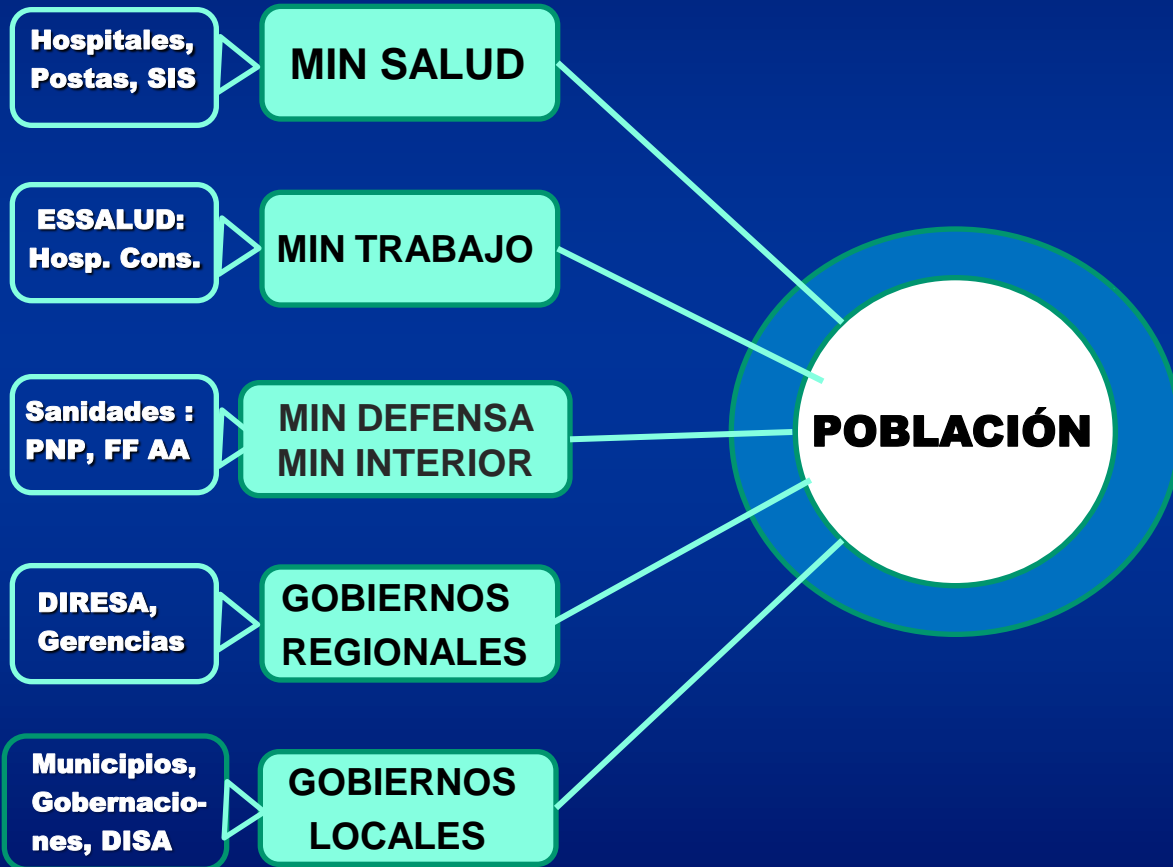 Hospitales,
Postas, SIS
MIN SALUD
ESSALUD:
Hosp. Cons.
MIN TRABAJO
Sanidades :
PNP, FF AA
MIN DEFENSA
MIN INTERIOR
POBLACIÓN
DIRESA,
Gerencias
GOBIERNOS
REGIONALES
Municipios,
Gobernacio-
nes, DISA
GOBIERNOS
LOCALES